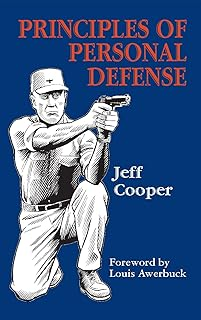 PRINCIPLES OF
PERSONAL
DEFENSE
Jeff
Cooper
Foreword by
Louis Awerbuck